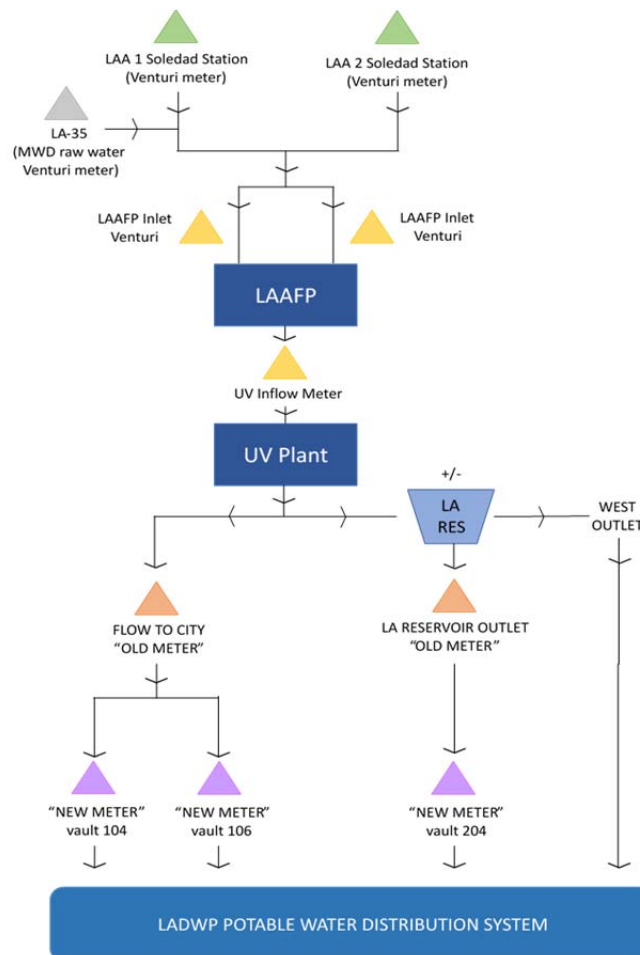 LAA 1 Soledad Station
(Venturi meter)
LAA 2 Soledad Station
(Venturi meter)
LA-35
(MWD raw water
Venturi meter)
LAAFP Inlet
Venturi
LAAFP Inlet
Venturi
LAAFP
UV Inflow Meter
UV Plant
+/-
LA
RES
WEST
OUTLET
FLOW TO CITY
“OLD METER”
LA RESERVOIR OUTLET
“OLD METER”
“NEW METER”
vault 104
“NEW METER”
vault 106
“NEW METER”
vault 204
LADWP POTABLE WATER DISTRIBUTION SYSTEM